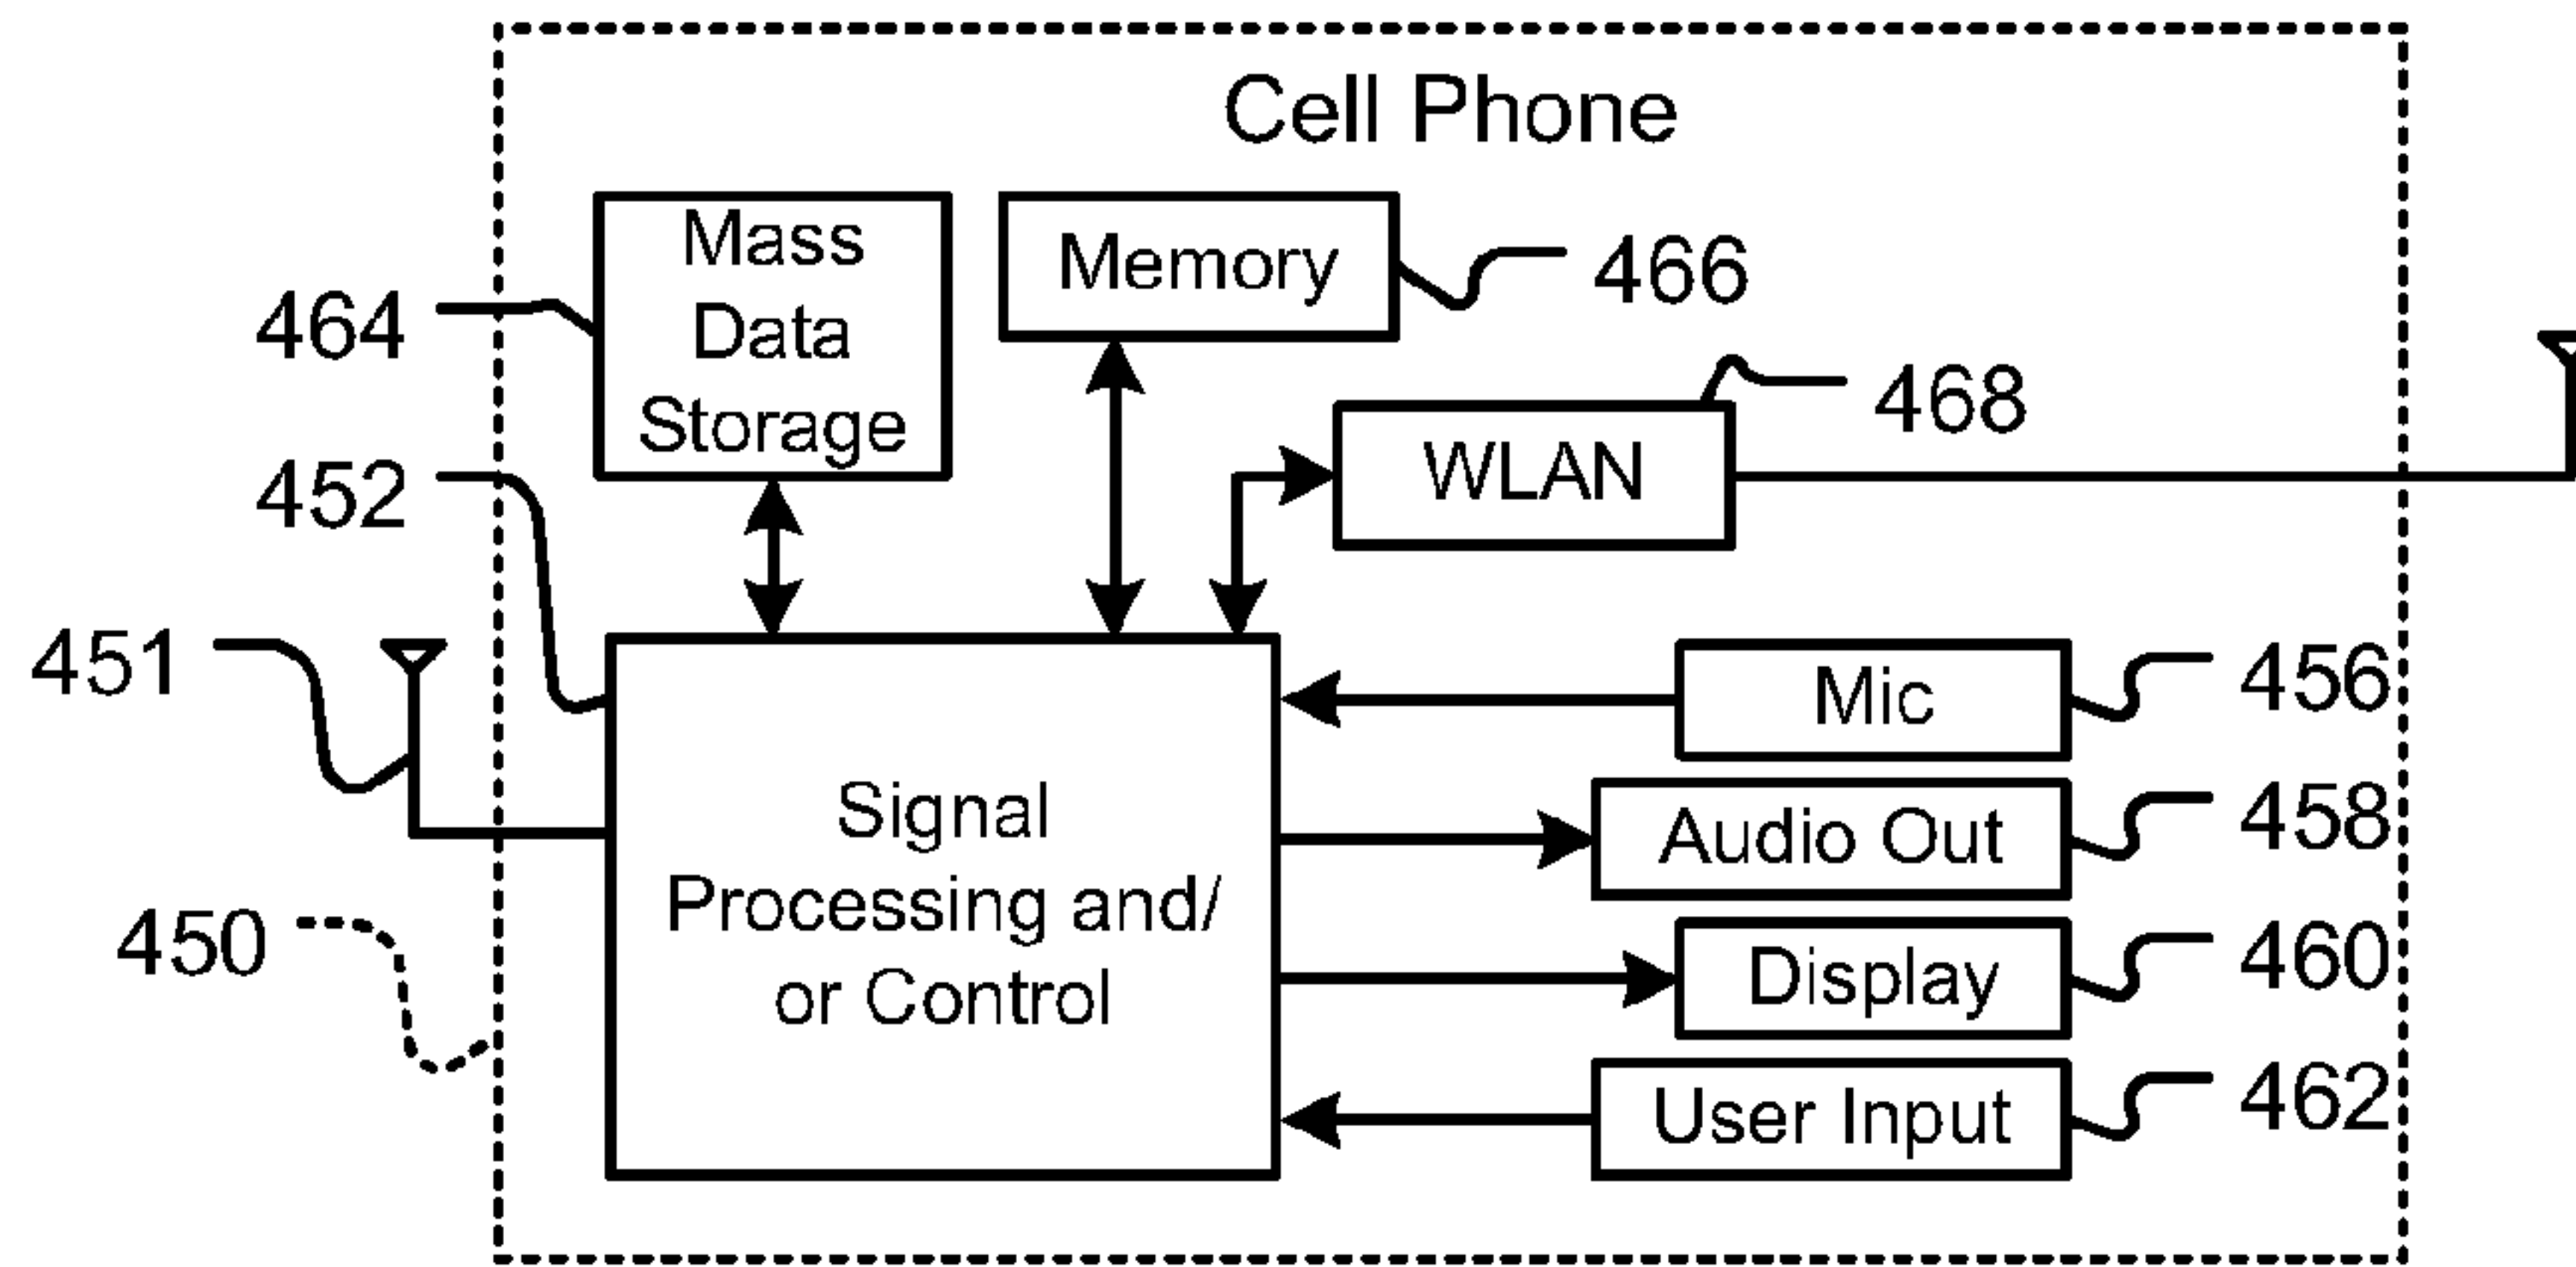 Cell Phone
Mass
Data
Storage
Memory
466
464
468
WLAN
452
451
Mic
456
Signal
Processing and/
or Control
Audio Out
458
450
Display
460
User Input
462